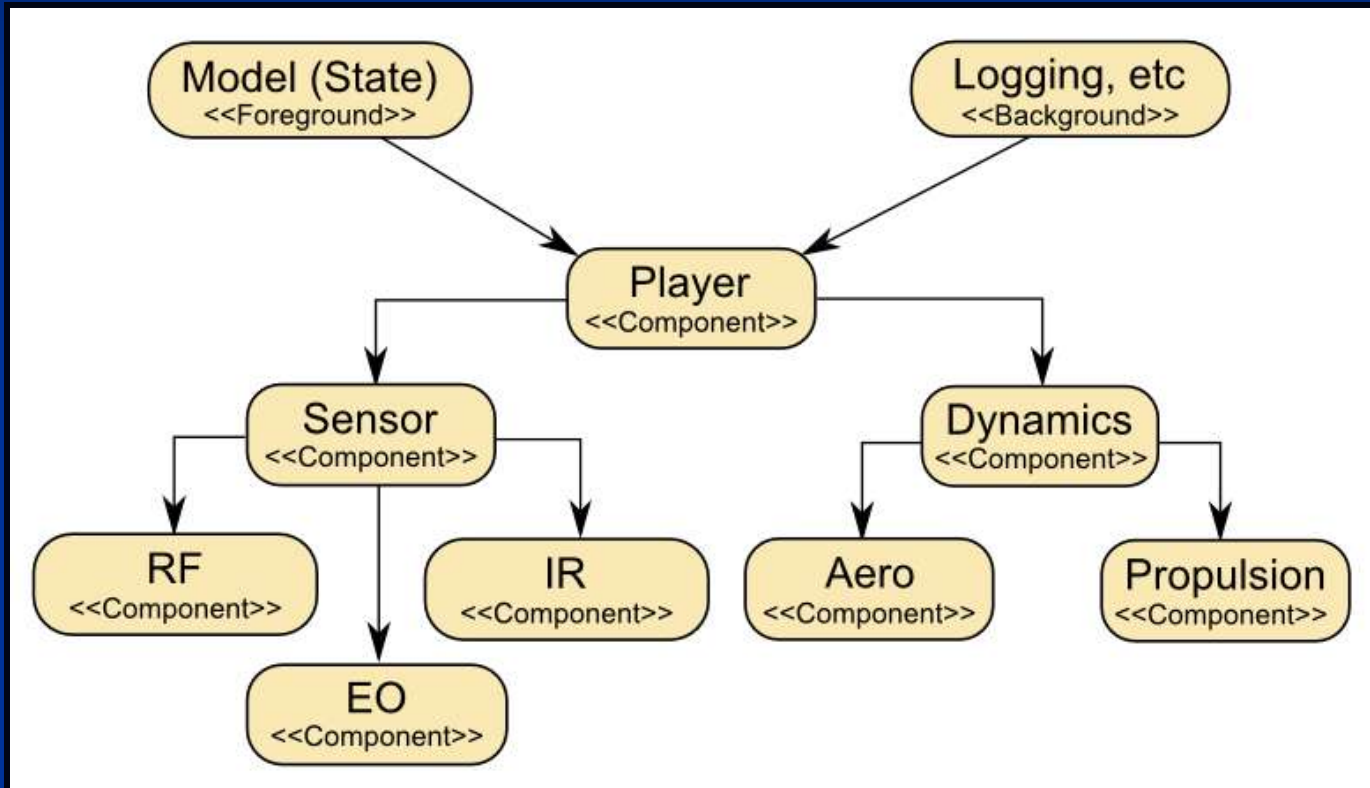 Model (State)
<<Foreground>>
Logging, etc
<<Background>>
Player
<<Component>>
Sensor
<<Component>>
Dynamics
<<Component>>
RF
<<Component>>
IR
<<Component>>
Aero
<<Component>>
Propulsion
<<Component>>
EO
<<Component>>